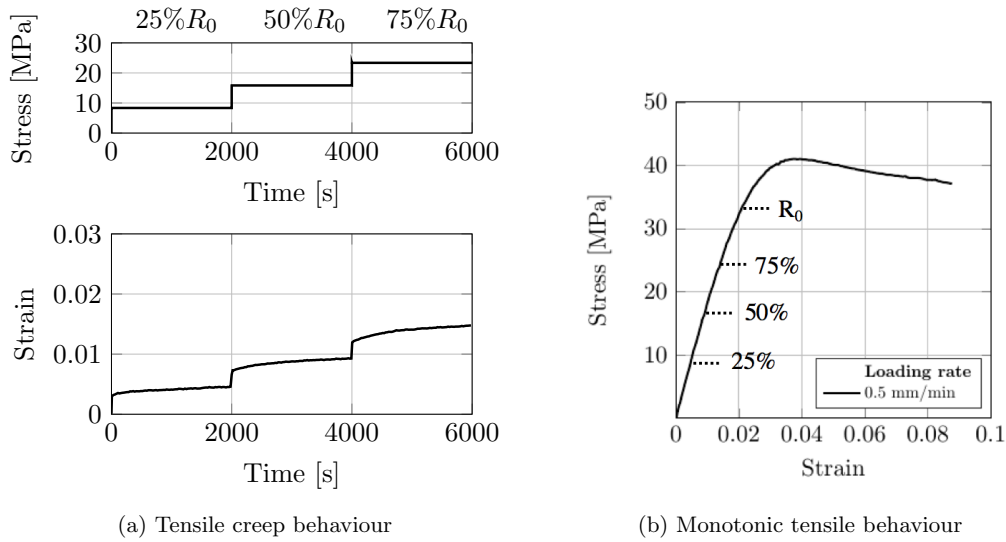 25%R₀ 50%R₀ 75%R₀
30
20
10
0
Stress [MPa]
0 2000 4000 6000
Time [s]
0.03
0.02
0.01
0
Strain
0 2000 4000 6000
Time [s]
(a) Tensile creep behaviour
50
40
30
20
10
Stress [MPa]
R₀
75%
50%
25%
Loading rate
0.5 mm/min
0 0.02 0.04 0.06 0.08 0.1
Strain
(b) Monotonic tensile behaviour